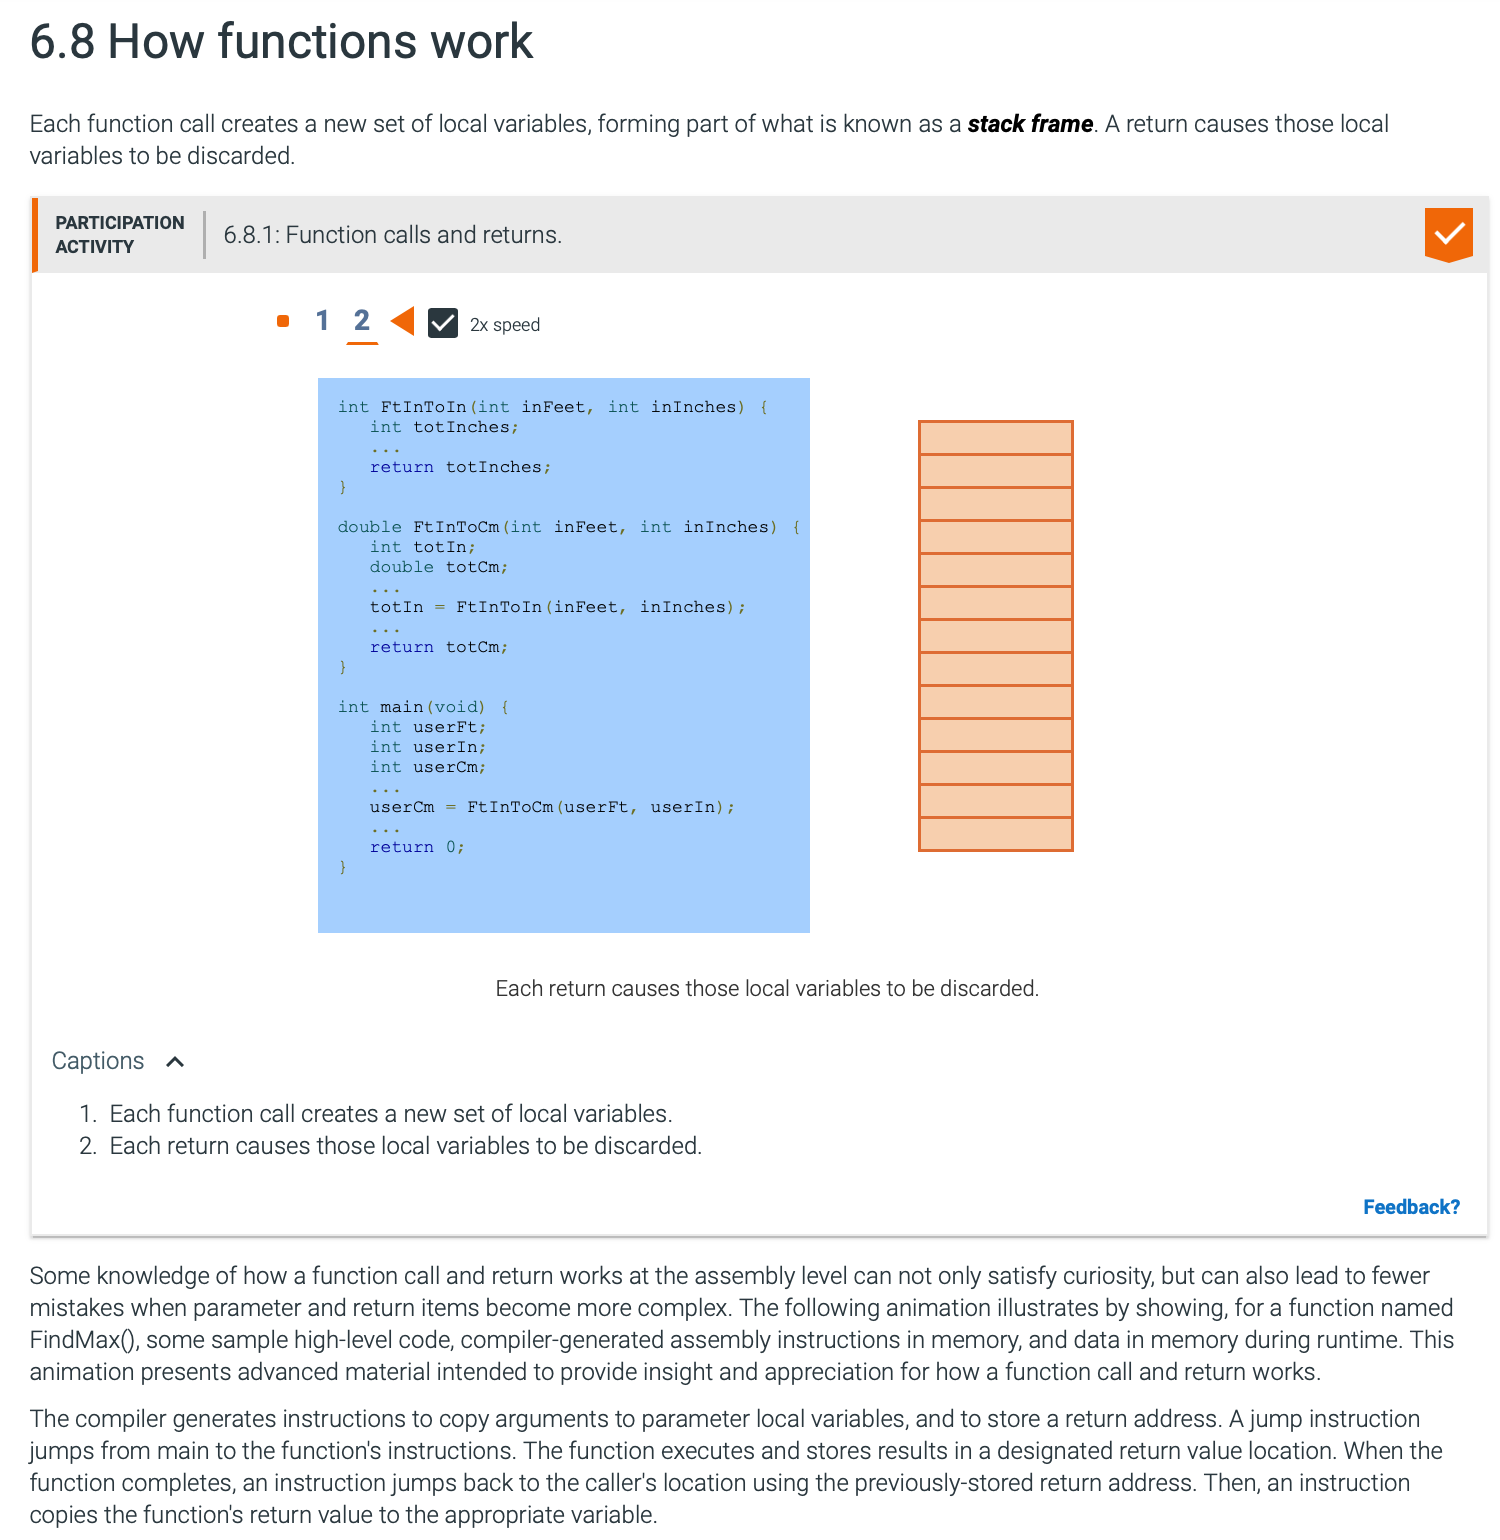 6.8 How functions work
Each function call creates a new set of local variables, forming part of what is known as a stack frame. A return causes those local
variables to be discarded.
PARTICIPATION
ACTIVITY
6.8.1: Function calls and returns.
1 2 2x speed
int FtInToIn(int inFeet, int inInches) {
   int totInches;
   ...
   return totInches;
}
double FtInToCm(int inFeet, int inInches) {
   int totIn;
   double totCm;
   ...
   totIn = FtInToIn(inFeet, inInches);
   ...
   return totCm;
}
int main(void) {
   int userFt;
   int userIn;
   int userCm;
   ...
   userCm = FtInToCm(userFt, userIn);
   ...
   return 0;
}
Each return causes those local variables to be discarded.
Captions
1. Each function call creates a new set of local variables.
2. Each return causes those local variables to be discarded.
Feedback?
Some knowledge of how a function call and return works at the assembly level can not only satisfy curiosity, but can also lead to fewer
mistakes when parameter and return items become more complex. The following animation illustrates by showing, for a function named
FindMax(), some sample high-level code, compiler-generated assembly instructions in memory, and data in memory during runtime. This
animation presents advanced material intended to provide insight and appreciation for how a function call and return works.
The compiler generates instructions to copy arguments to parameter local variables, and to store a return address. A jump instruction
jumps from main to the function's instructions. The function executes and stores results in a designated return value location. When the
function completes, an instruction jumps back to the caller's location using the previously-stored return address. Then, an instruction
copies the function's return value to the appropriate variable.